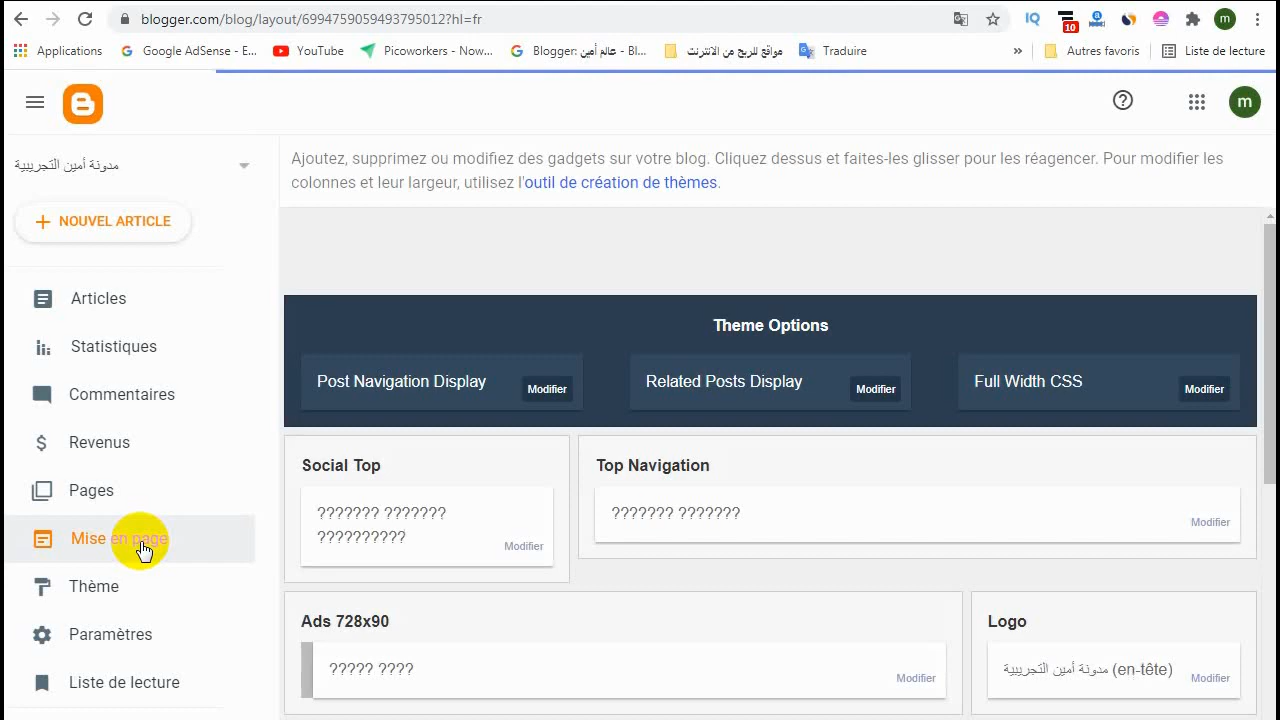 blogger.com/blog/layout/6994759059493795012?hl=fr
IQ
10
m
Applications
Google AdSense - E...
YouTube
Picoworkers - Now...
Blogger: عالم أمين - Bl...
مواقع للربح من الانترنت
Traduire
»
Autres favoris
Liste de lecture
m
مدونة أمين التجريبية
+ NOUVEL ARTICLE
Articles
Statistiques
Commentaires
Revenus
Pages
Mise en page
Thème
Paramètres
Liste de lecture
Ajoutez, supprimez ou modifiez des gadgets sur votre blog. Cliquez dessus et faites-les glisser pour les réagencer. Pour modifier les
colonnes et leur largeur, utilisez l'outil de création de thèmes.
Theme Options
Post Navigation Display
Modifier
Related Posts Display
Modifier
Full Width CSS
Modifier
Social Top
??????? ???????
??????????
Modifier
Top Navigation
??????? ???????
Modifier
Ads 728x90
????? ????
Modifier
Logo
مدونة أمين التجريبية (en-tête)
Modifier